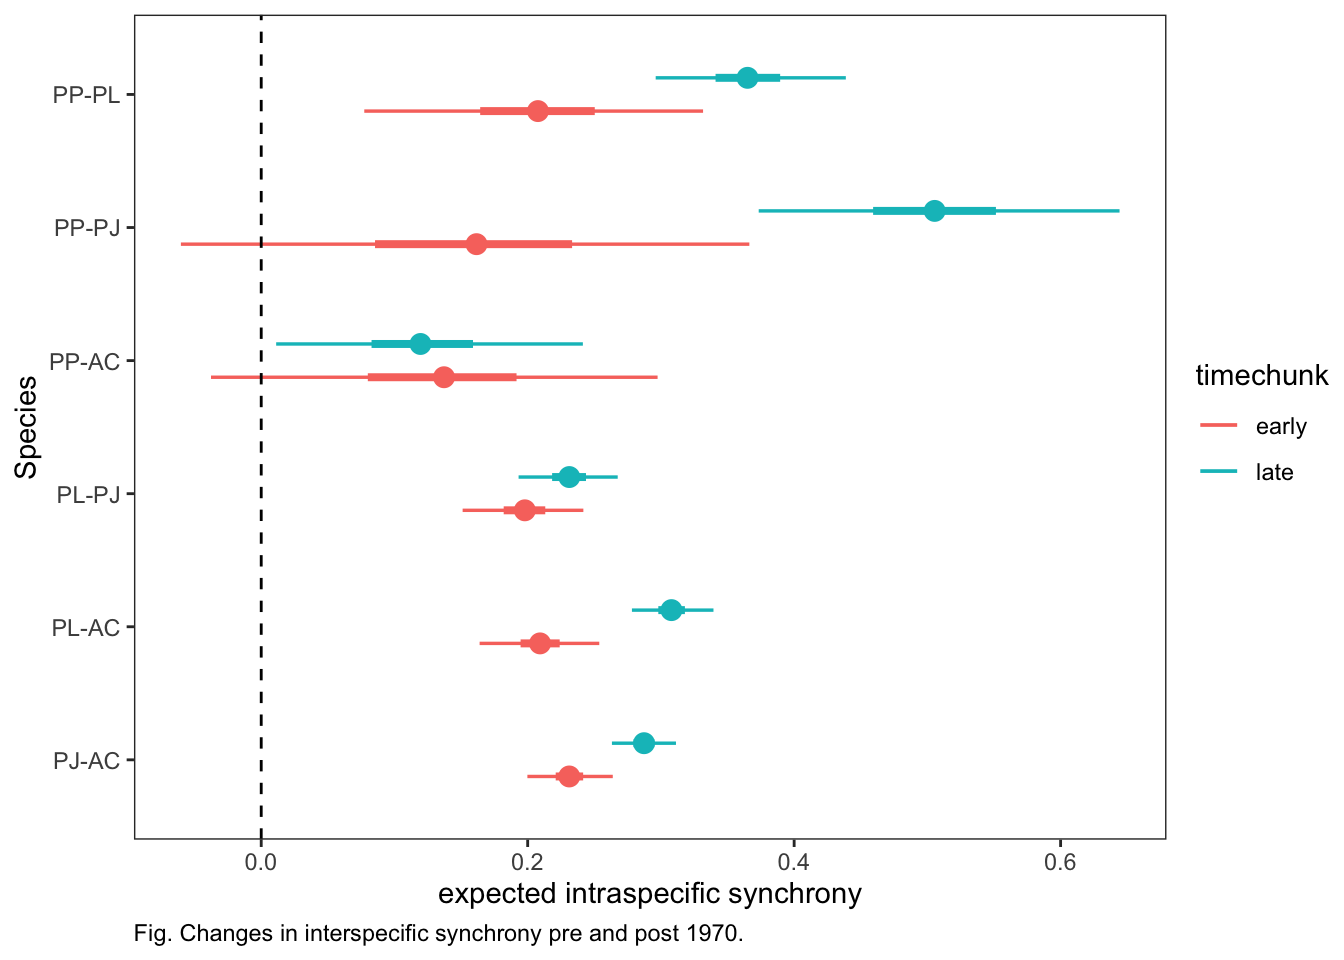 PP-PL
PP-PJ
PP-AC
PL-PJ
PL-AC
PJ-AC
Species
0.0 0.2 0.4 0.6
expected intraspecific synchrony
timechunk
early
late
Fig. Changes in interspecific synchrony pre and post 1970.